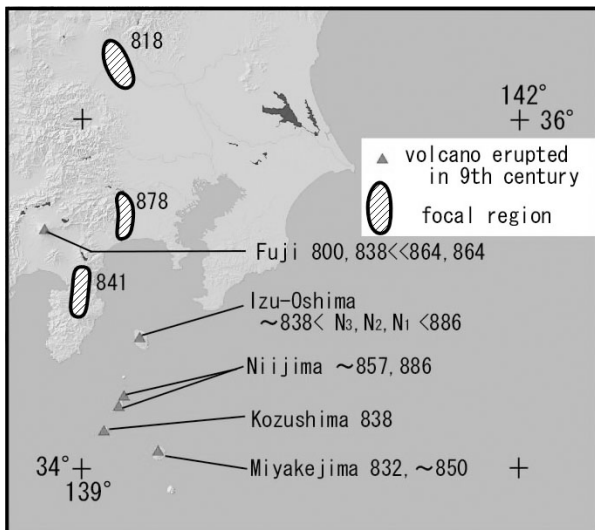 818
142°
36°
volcano erupted
in 9th century
focal region
878
Fuji 800, 838<<864, 864
841
Izu-Oshima
~838< N₃, N₂, N₁ <886
Niijima ~857, 886
Kozushima 838
34°
139°
Miyakejima 832, ~850